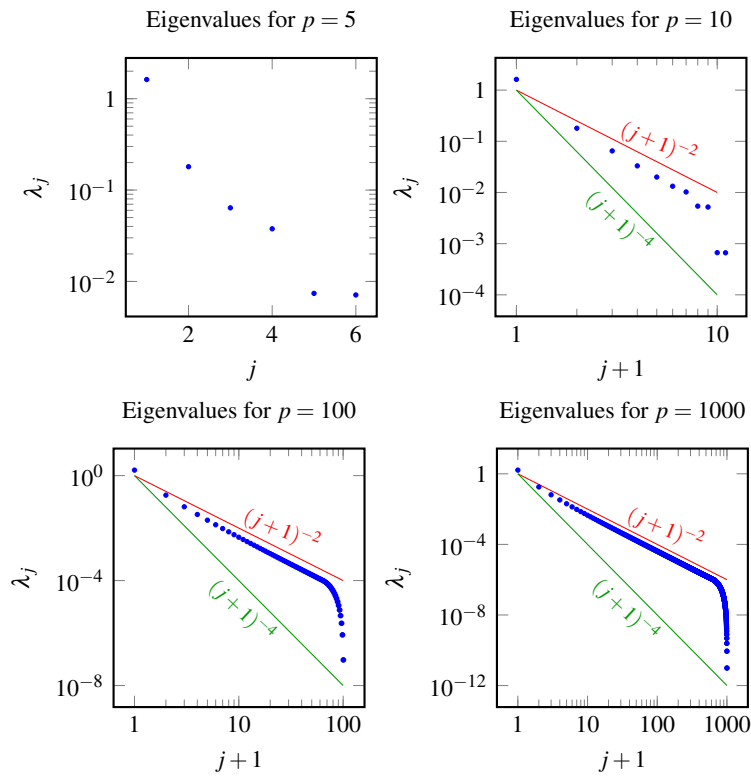 Eigenvalues for p = 5
1
10⁻¹
10⁻²
λⱼ
2 4 6
j
Eigenvalues for p = 10
1
10⁻¹
10⁻²
10⁻³
10⁻⁴
λⱼ
(j+1)⁻²
(j+1)⁻⁴
1 10
j+1
Eigenvalues for p = 100
10⁰
10⁻⁴
10⁻⁸
λⱼ
(j+1)⁻²
(j+1)⁻⁴
1 10 100
j+1
Eigenvalues for p = 1000
1
10⁻⁴
10⁻⁸
10⁻¹²
λⱼ
(j+1)⁻²
(j+1)⁻⁴
1 10 100 1000
j+1